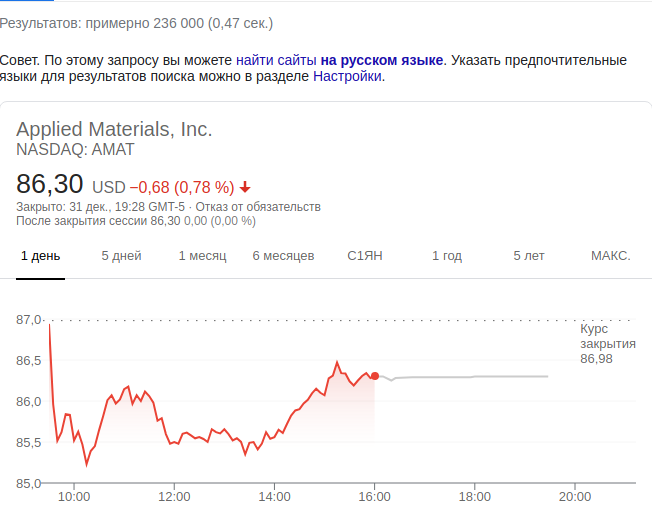 Результатов: примерно 236 000 (0,47 сек.)
Совет. По этому запросу вы можете найти сайты на русском языке. Указать предпочтительные
языки для результатов поиска можно в разделе Настройки.
Applied Materials, Inc.
NASDAQ: AMAT
86,30 USD −0,68 (0,78 %)
Закрыто: 31 дек., 19:28 GMT-5 · Отказ от обязательств
После закрытия сессии 86,30 0,00 (0,00 %)
1 день 5 дней 1 месяц 6 месяцев С1ЯН 1 год 5 лет МАКС.
87,0
Курс
закрытия
86,98
86,5
86,0
85,5
85,0
10:00 12:00 14:00 16:00 18:00 20:00